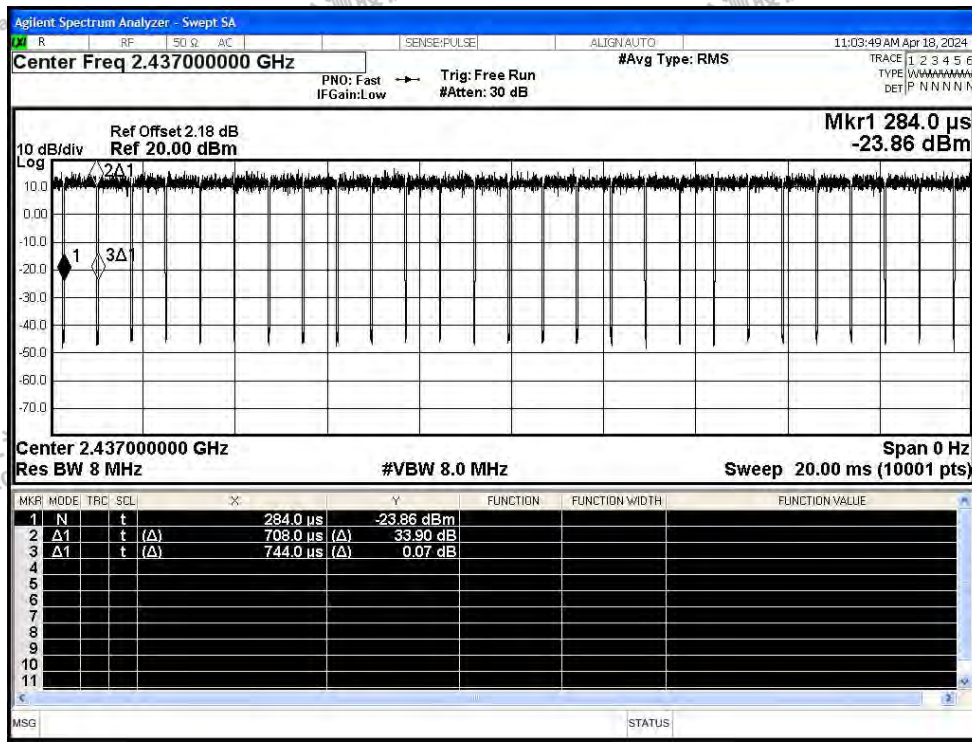 Agilent Spectrum Analyzer - Swept SA
LXI R RF 50 Ω AC SENSE:PULSE ALIGN AUTO 11:03:49 AM Apr 18, 2024
Center Freq 2.437000000 GHz #Avg Type: RMS TRACE 1 2 3 4 5 6
PNO: Fast Trig: Free Run TYPE WWWWWW
IFGain:Low #Atten: 30 dB DET P N N N N N
Mkr1 284.0 µs
Ref Offset 2.18 dB
10 dB/div Ref 20.00 dBm -23.86 dBm
Log
2Δ1
10.0
0.00
-10.0
1 3Δ1
-20.0
-30.0
-40.0
-50.0
-60.0
-70.0
Center 2.437000000 GHz Span 0 Hz
Res BW 8 MHz #VBW 8.0 MHz Sweep 20.00 ms (10001 pts)
MKR MODE TRC SCL X Y FUNCTION FUNCTION WIDTH FUNCTION VALUE
1 N t 284.0 µs -23.86 dBm
2 Δ1 t (Δ) 708.0 µs (Δ) 33.90 dB
3 Δ1 t (Δ) 744.0 µs (Δ) 0.07 dB
4
5
6
7
8
9
10
11
MSG STATUS